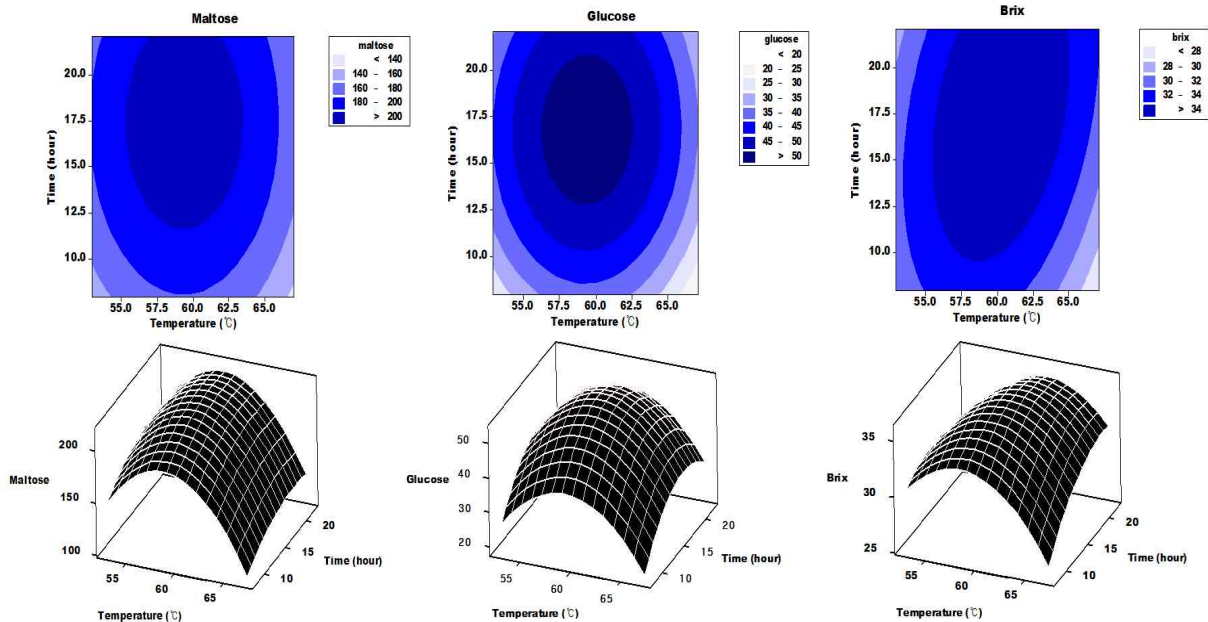 Maltose
maltose
< 140
140 – 160
160 – 180
180 – 200
> 200
Time (hour)
20.0
17.5
15.0
12.5
10.0
55.0 57.5 60.0 62.5 65.0
Temperature (℃)
Glucose
glucose
< 20
20 – 25
25 – 30
30 – 35
35 – 40
40 – 45
45 – 50
> 50
Time (hour)
20.0
17.5
15.0
12.5
10.0
55.0 57.5 60.0 62.5 65.0
Temperature (℃)
Brix
brix
< 28
28 – 30
30 – 32
32 – 34
> 34
Time (hour)
20.0
17.5
15.0
12.5
10.0
55.0 57.5 60.0 62.5 65.0
Temperature (℃)
Maltose
200
150
100
55
60
65
10
15
20
Time (hour)
Temperature (℃)
Glucose
50
40
30
20
55
60
65
10
15
20
Time (hour)
Temperature (℃)
Brix
35
30
25
55
60
65
10
15
20
Time (hour)
Temperature (℃)